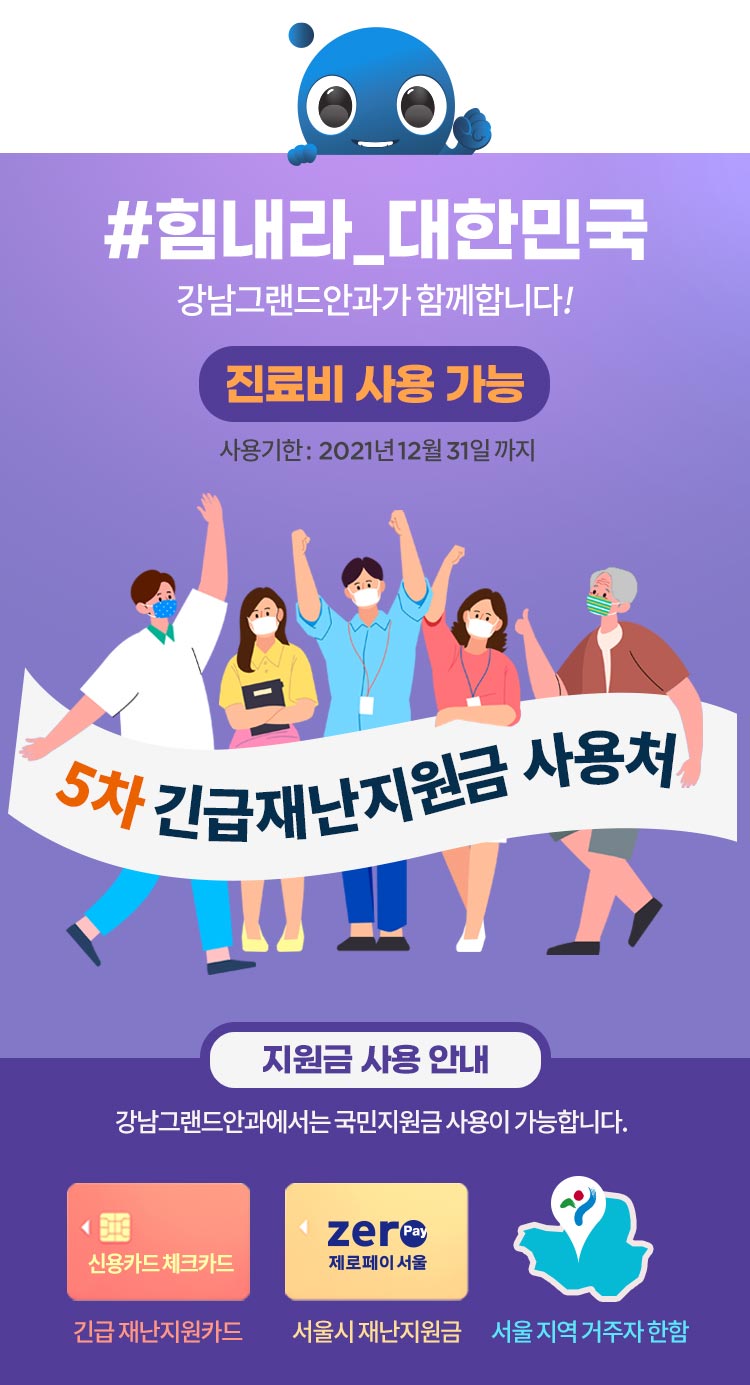 #힘내라_대한민국
강남그랜드안과가 함께합니다!
진료비 사용 가능
사용기한 : 2021년 12월 31일 까지
5차 긴급재난지원금 사용처
지원금 사용 안내
강남그랜드안과에서는 국민지원금 사용이 가능합니다.
신용카드 체크카드
zero Pay
제로페이 서울
긴급 재난지원카드
서울시 재난지원금
서울 지역 거주자 한함